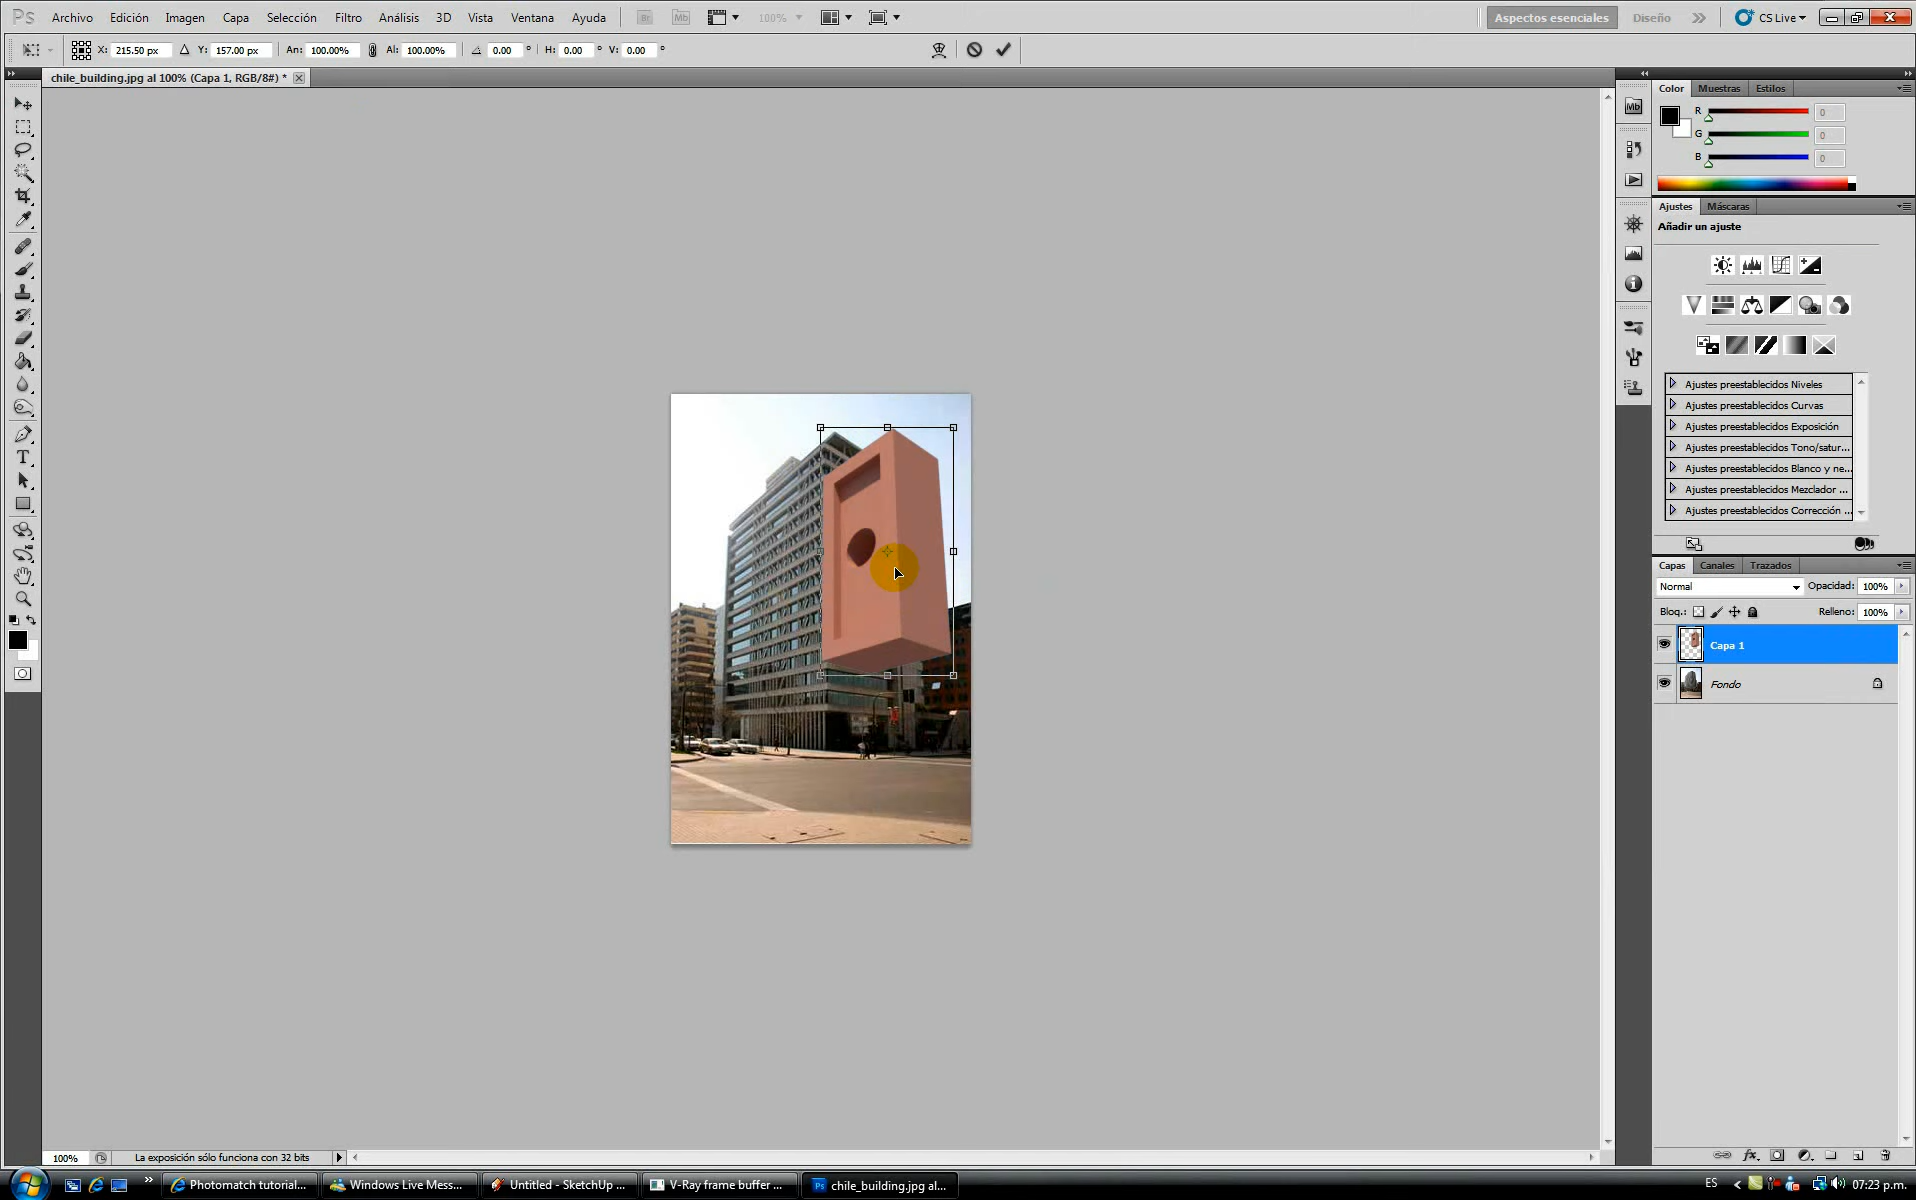 Ps Archivo Edición Imagen Capa Selección Filtro Análisis 3D Vista Ventana Ayuda Br Mb 100% Aspectos esenciales Diseño CS Live
X: 215.50 px Y: 157.00 px An: 100.00% Al: 100.00% 0.00 ° H: 0.00 ° V: 0.00 °
chile_building.jpg al 100% (Capa 1, RGB/8#) *
Color Muestras Estilos
Mb
R 0
G 0
B 0
Ajustes Máscaras
Añadir un ajuste
Ajustes preestablecidos Niveles
Ajustes preestablecidos Curvas
Ajustes preestablecidos Exposición
Ajustes preestablecidos Tono/satur...
Ajustes preestablecidos Blanco y ne...
Ajustes preestablecidos Mezclador ...
Ajustes preestablecidos Corrección ...
Capas Canales Trazados
Normal Opacidad: 100%
Bloq.: Relleno: 100%
Capa 1
Fondo
100% La exposición sólo funciona con 32 bits
Photomatch tutorial... Windows Live Mess... Untitled - SketchUp ... V-Ray frame buffer ... Ps chile_building.jpg al... ES 07:23 p.m.